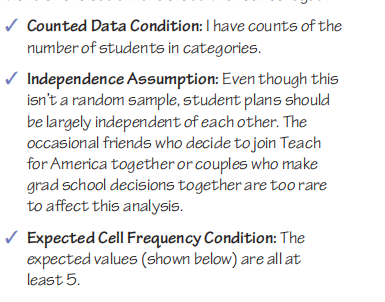 ✓ Counted Data Condition: I have counts of the
number of students in categories.
✓ Independence Assumption: Even though this
isn't a random sample, student plans should
be largely independent of each other. The
occasional friends who decide to join Teach
for America together or couples who make
grad school decisions together are too rare
to affect this analysis.
✓ Expected Cell Frequency Condition: The
expected values (shown below) are all at
least 5.